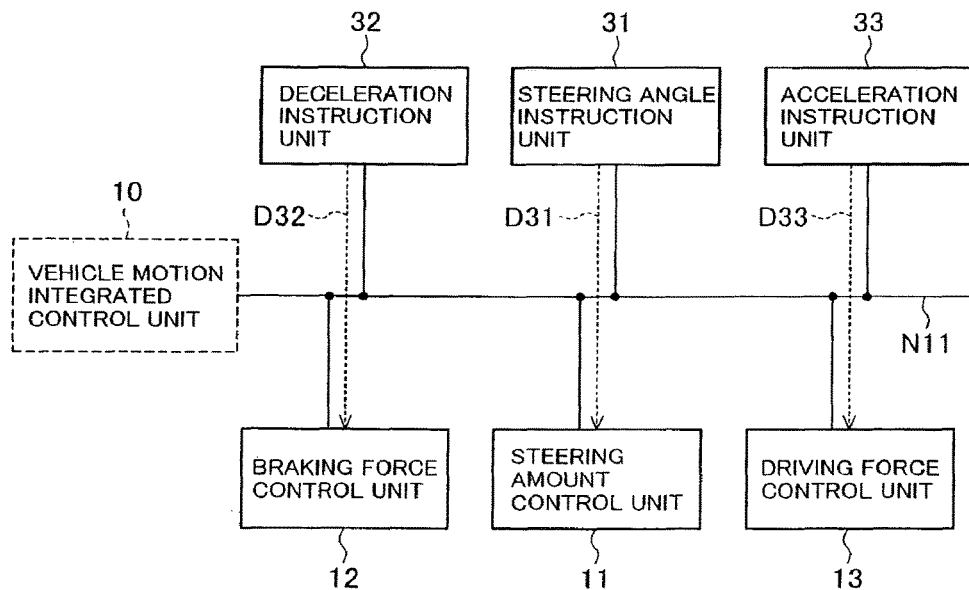 32
31
33
DECELERATION
INSTRUCTION
UNIT
STEERING ANGLE
INSTRUCTION
UNIT
ACCELERATION
INSTRUCTION
UNIT
10
D32
D31
D33
VEHICLE MOTION
INTEGRATED
CONTROL UNIT
N11
BRAKING FORCE
CONTROL UNIT
STEERING
AMOUNT
CONTROL UNIT
DRIVING FORCE
CONTROL UNIT
12
11
13